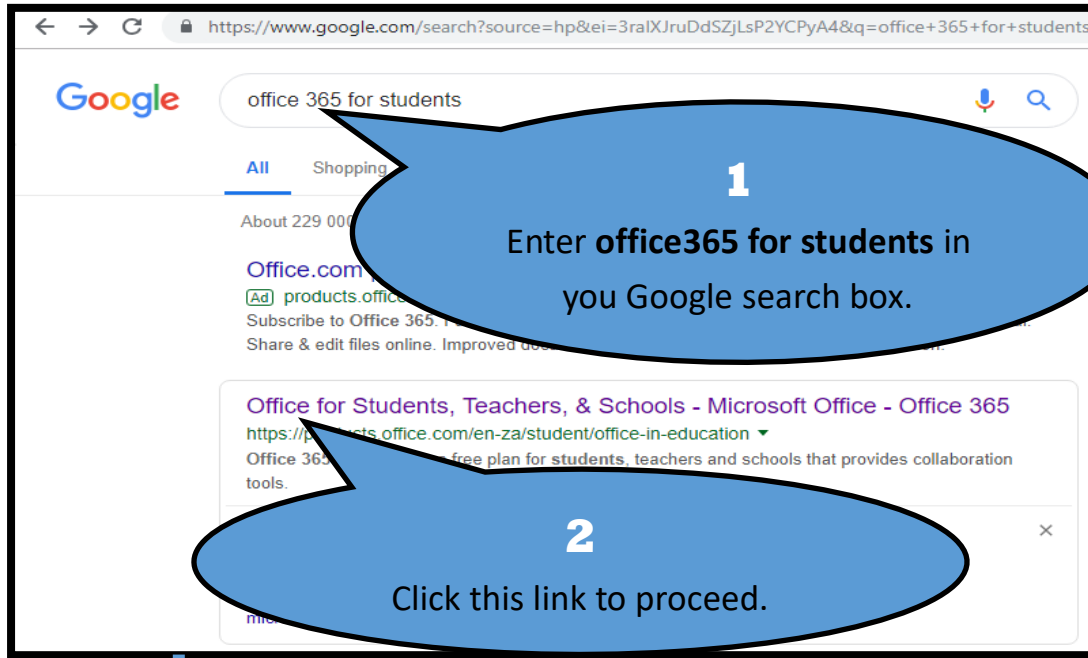 https://www.google.com/search?source=hp&ei=3ralXJruDdSZjLsP2YCPyA4&q=office+365+for+students
Google
office 365 for students
All Shopping
1
About 229 000
Enter office365 for students in
you Google search box.
Office.com
Ad products.office
Subscribe to Office 365.
Share & edit files online. Improved
Office for Students, Teachers, & Schools - Microsoft Office - Office 365
https://products.office.com/en-za/student/office-in-education
Office 365 free plan for students, teachers and schools that provides collaboration
tools.
2
Click this link to proceed.